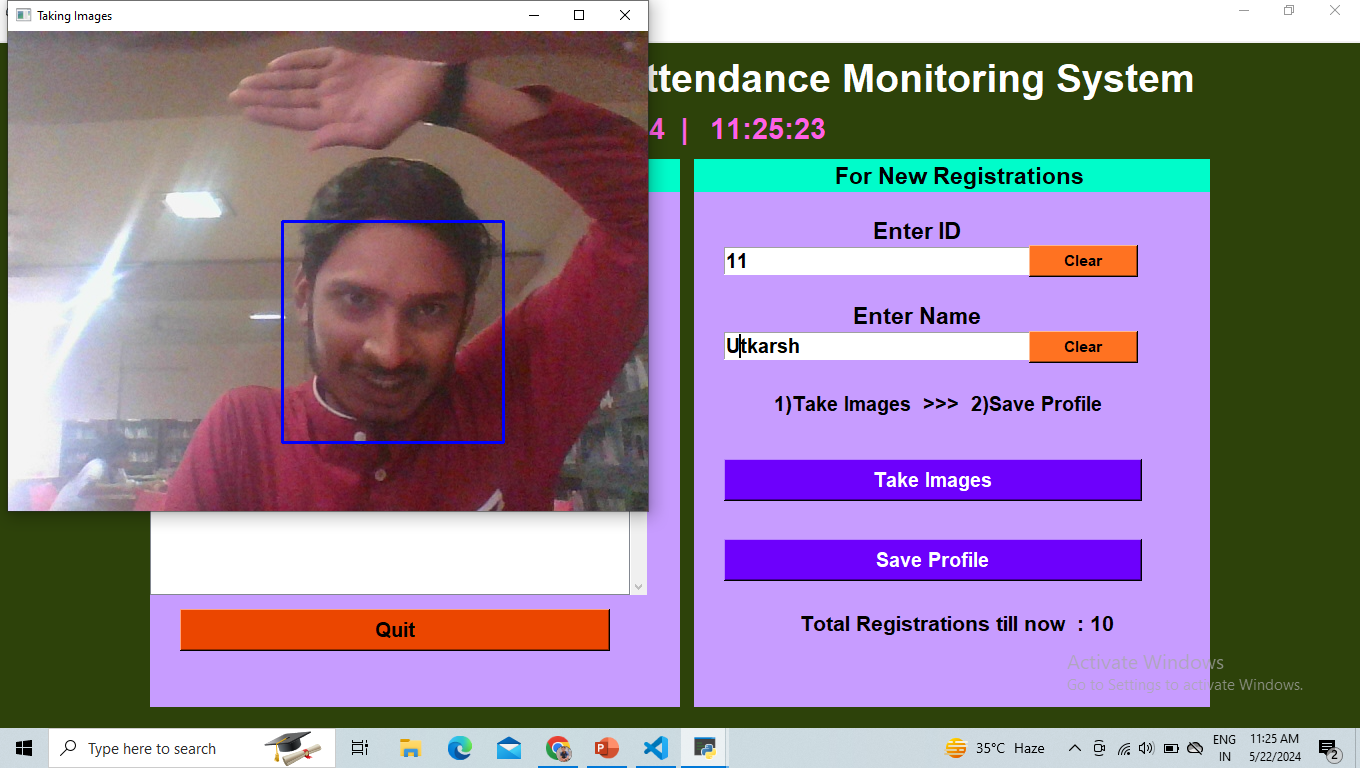 Taking Images
ttendance Monitoring System
4 | 11:25:23
For New Registrations
Enter ID
11
Clear
Enter Name
Utkarsh
Clear
1)Take Images >>> 2)Save Profile
Take Images
Save Profile
Quit
Total Registrations till now : 10
Activate Windows
Go to Settings to activate Windows.
Type here to search
35°C Haze
ENG
IN
11:25 AM
5/22/2024
2